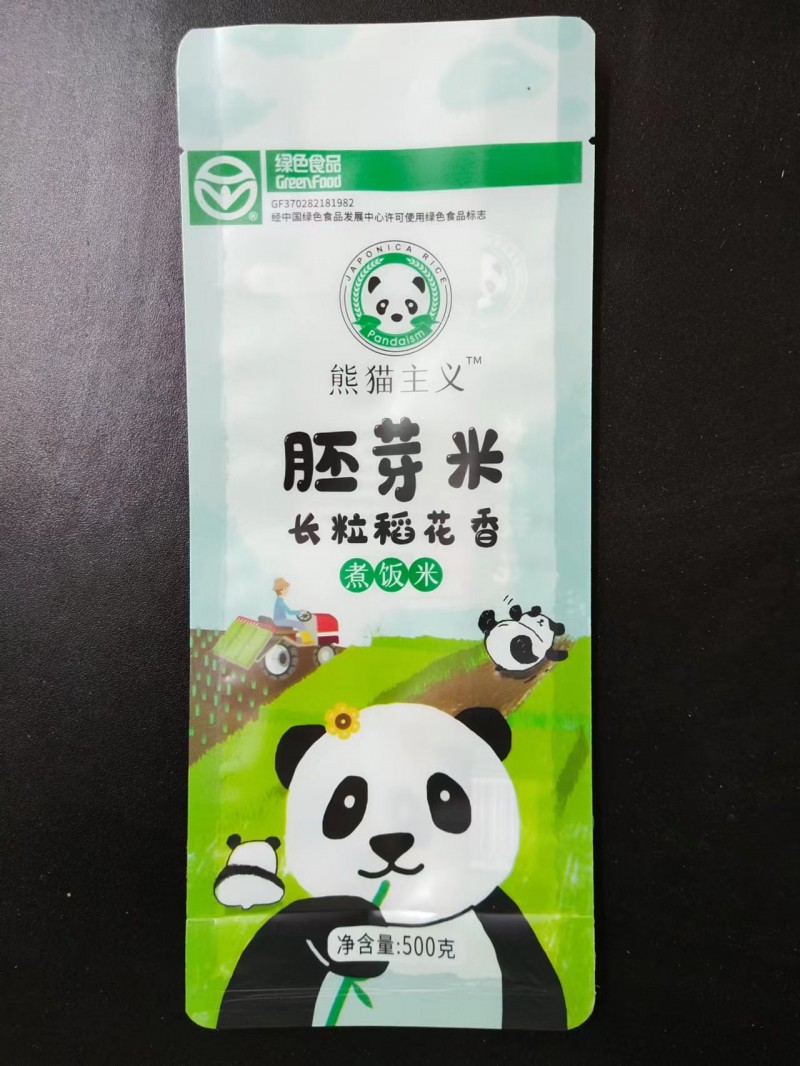 绿色食品
GreenFood
®
GF370282181982
经中国绿色食品发展中心许可使用绿色食品标志
JAPONICA RICE
Pandaism
熊猫主义™
胚芽米
长粒稻花香
煮饭米
净含量:500克